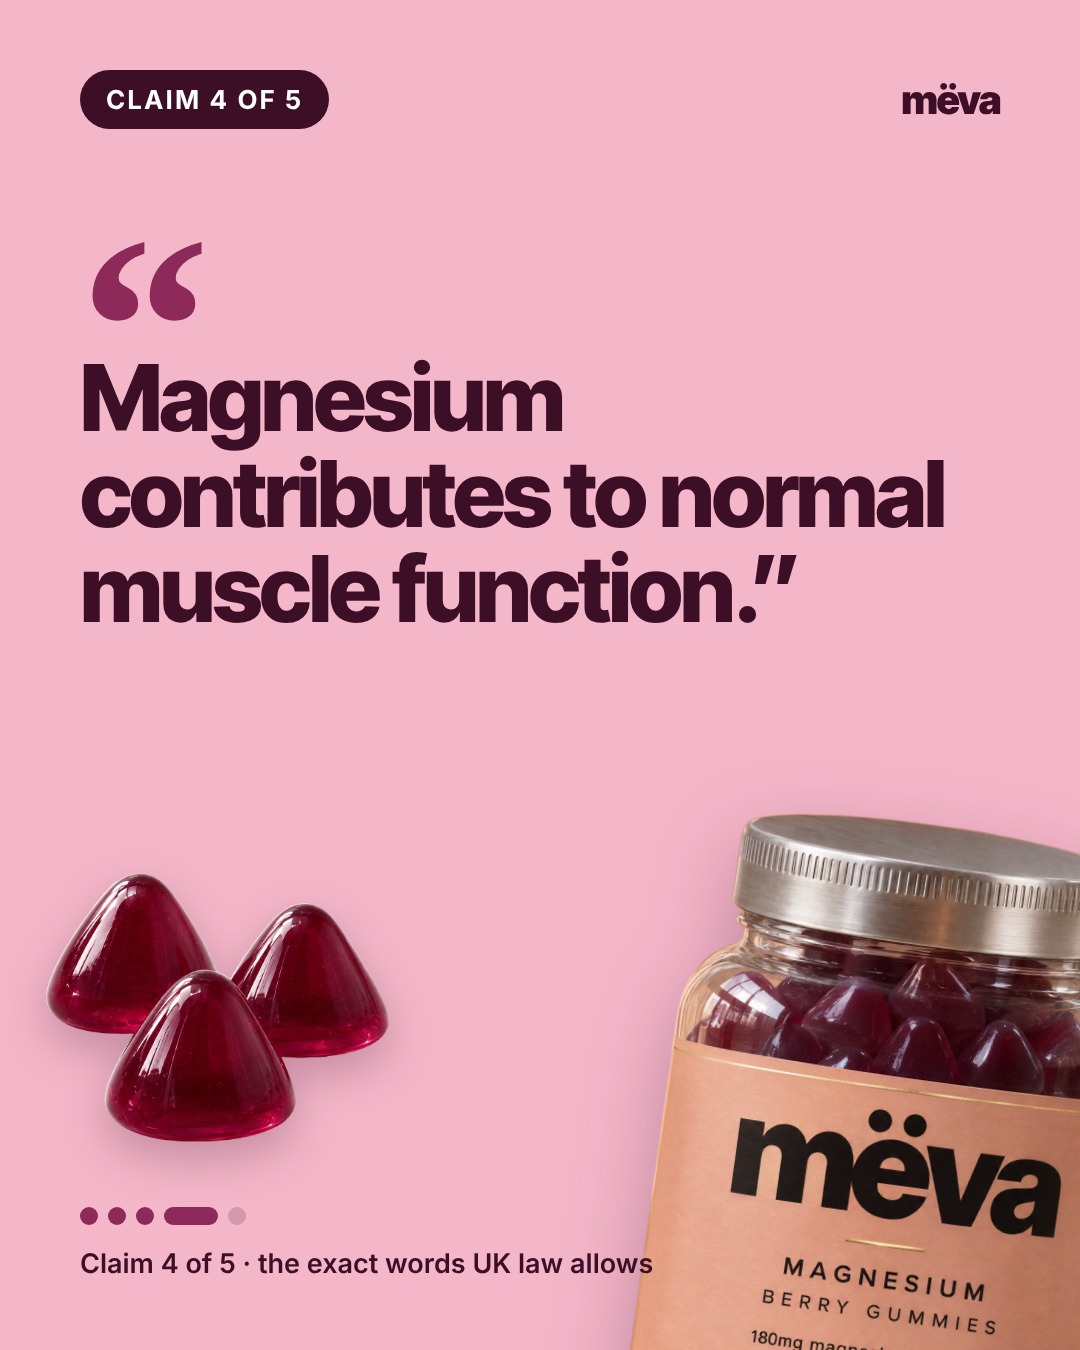 CLAIM 4 OF 5
mëva
“Magnesium
contributes to normal
muscle function.”
mëva
MAGNESIUM
BERRY GUMMIES
180mg
Claim 4 of 5 · the exact words UK law allows